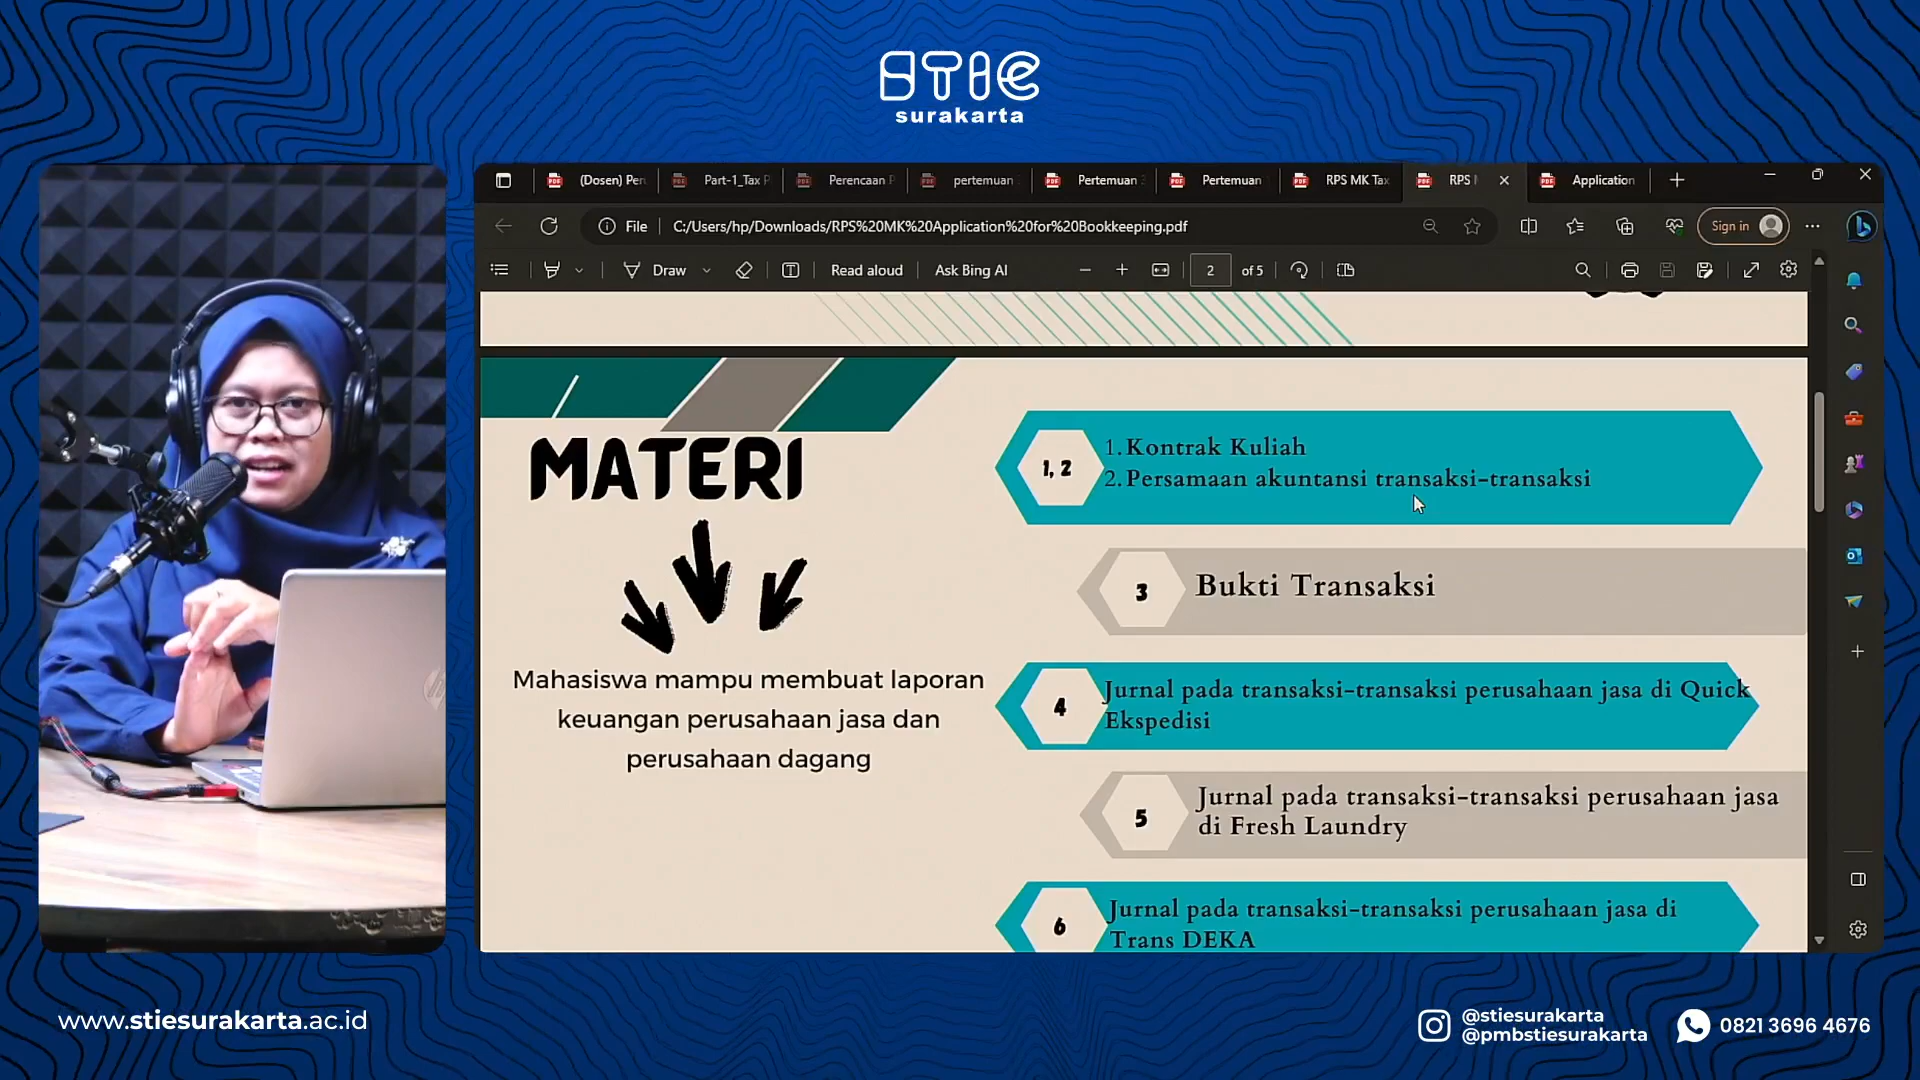 STIE
surakarta
(Dosen) Per
Part-1_Tax P
Perencaan P
pertemuan
Pertemuan 3
Pertemuan
RPS MK Tax
RPS
Application
File
C:/Users/hp/Downloads/RPS%20MK%20Application%20for%20Bookkeeping.pdf
Sign in
Draw
Read aloud
Ask Bing AI
2
of 5
MATERI
Mahasiswa mampu membuat laporan
keuangan perusahaan jasa dan
perusahaan dagang
1, 2
1. Kontrak Kuliah
2. Persamaan akuntansi transaksi-transaksi
3
Bukti Transaksi
4
Jurnal pada transaksi-transaksi perusahaan jasa di Quick
Ekspedisi
5
Jurnal pada transaksi-transaksi perusahaan jasa
di Fresh Laundry
6
Jurnal pada transaksi-transaksi perusahaan jasa di
Trans DEKA
hp
www.stiesurakarta.ac.id
@stiesurakarta
@pmbstiesurakarta
0821 3696 4676